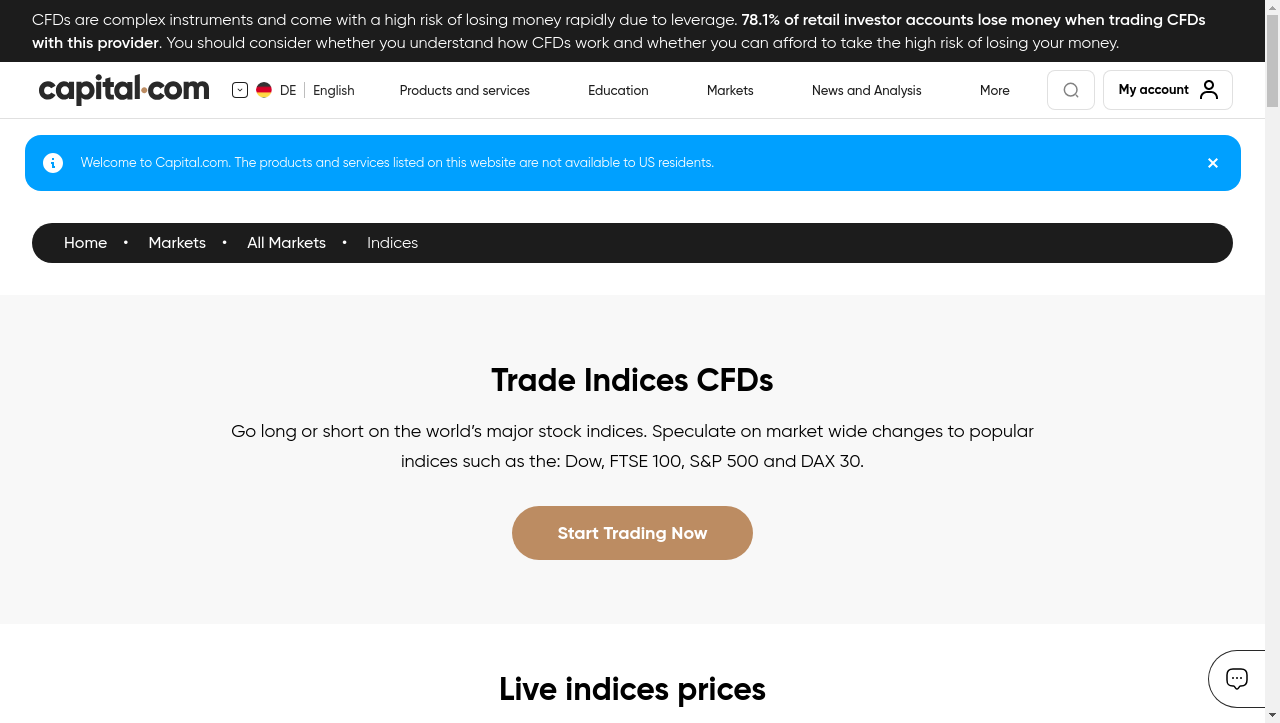 CFDs are complex instruments and come with a high risk of losing money rapidly due to leverage. 78.1% of retail investor accounts lose money when trading CFDs
with this provider. You should consider whether you understand how CFDs work and whether you can afford to take the high risk of losing your money.
capital.com DE English Products and services Education Markets News and Analysis More My account
Welcome to Capital.com. The products and services listed on this website are not available to US residents.
Home • Markets • All Markets • Indices
Trade Indices CFDs
Go long or short on the world’s major stock indices. Speculate on market wide changes to popular
indices such as the: Dow, FTSE 100, S&P 500 and DAX 30.
Start Trading Now
Live indices prices